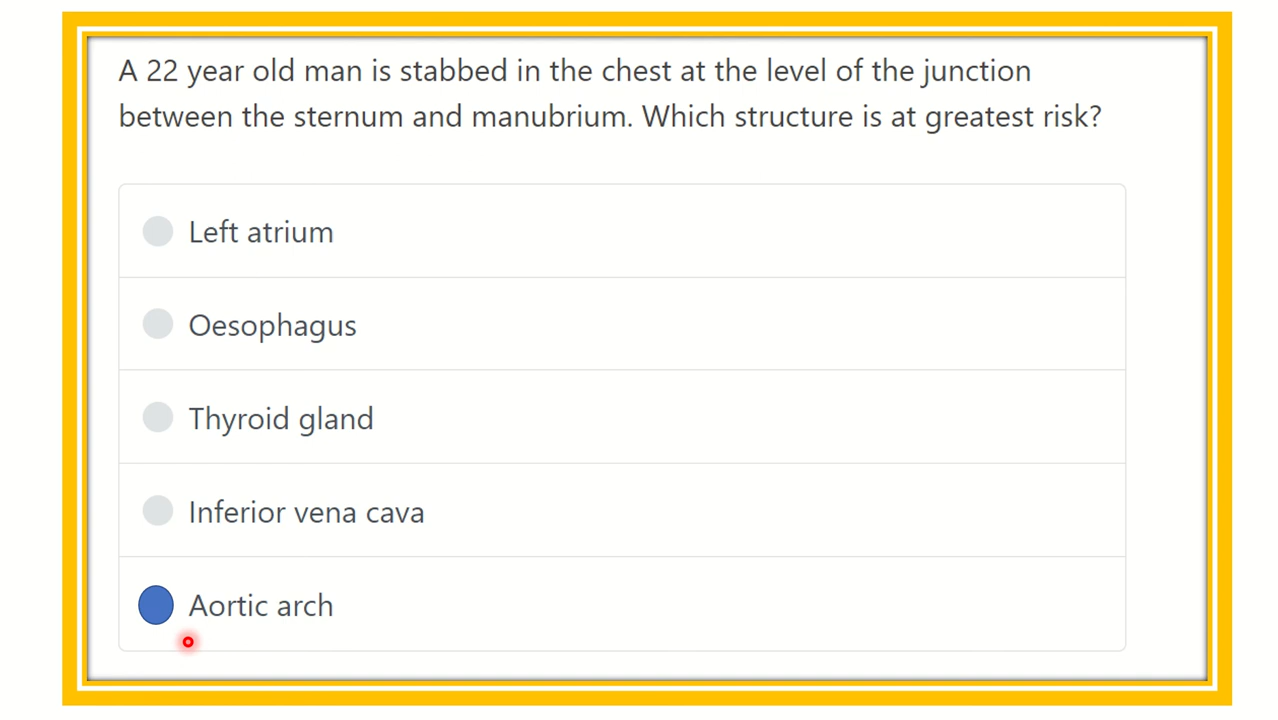 A 22 year old man is stabbed in the chest at the level of the junction
between the sternum and manubrium. Which structure is at greatest risk?
Left atrium
Oesophagus
Thyroid gland
Inferior vena cava
Aortic arch